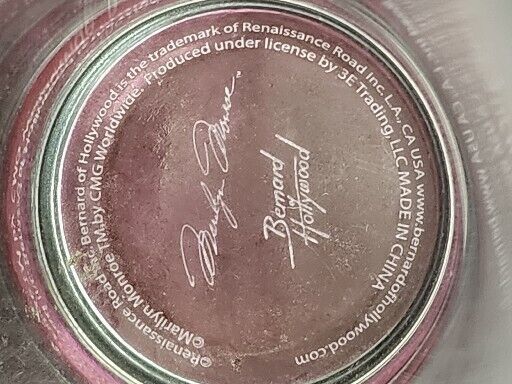 ©Renaissance Road Inc. Bernard of Hollywood is the trademark of Renaissance Road Inc. L.A., CA USA www.bernardofhollywood.com
©Marilyn Monroe TM by CMG Worldwide. Produced under license by 3E Trading, LLC MADE IN CHINA
Marilyn Monroe
Bernard
of
Hollywood